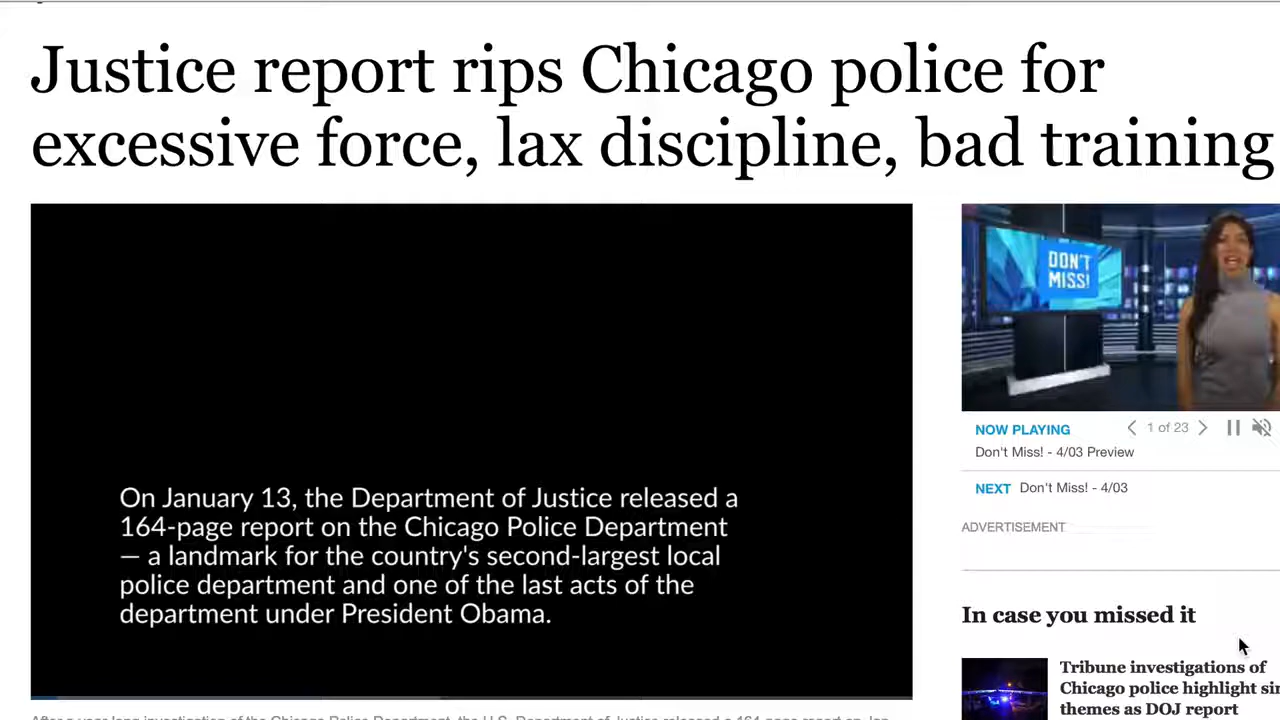 Justice report rips Chicago police for
excessive force, lax discipline, bad training
On January 13, the Department of Justice released a
164-page report on the Chicago Police Department
— a landmark for the country's second-largest local
police department and one of the last acts of the
department under President Obama.
DON'T
MISS!
NOW PLAYING
1 of 23
Don't Miss! - 4/03 Preview
NEXT Don't Miss! - 4/03
ADVERTISEMENT
In case you missed it
Tribune investigations of
Chicago police highlight
themes as DOJ report